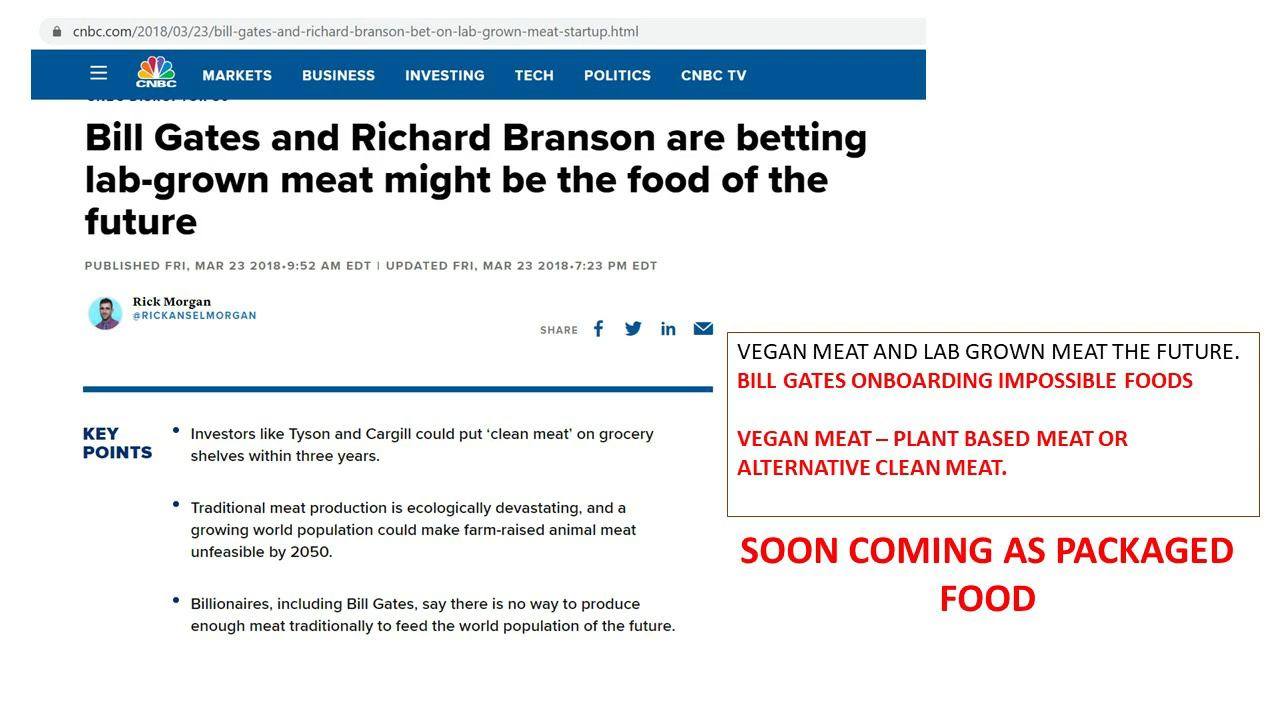 cnbc.com/2018/03/23/bill-gates-and-richard-branson-bet-on-lab-grown-meat-startup.html
CNBC
MARKETS BUSINESS INVESTING TECH POLITICS CNBC TV
Bill Gates and Richard Branson are betting
lab-grown meat might be the food of the
future
PUBLISHED FRI, MAR 23 2018•9:52 AM EDT | UPDATED FRI, MAR 23 2018•7:23 PM EDT
Rick Morgan
@RICKANSELMORGAN
SHARE
KEY
POINTS
• Investors like Tyson and Cargill could put ‘clean meat’ on grocery
shelves within three years.
• Traditional meat production is ecologically devastating, and a
growing world population could make farm-raised animal meat
unfeasible by 2050.
• Billionaires, including Bill Gates, say there is no way to produce
enough meat traditionally to feed the world population of the future.
VEGAN MEAT AND LAB GROWN MEAT THE FUTURE.
BILL GATES ONBOARDING IMPOSSIBLE FOODS
VEGAN MEAT – PLANT BASED MEAT OR
ALTERNATIVE CLEAN MEAT.
SOON COMING AS PACKAGED
FOOD